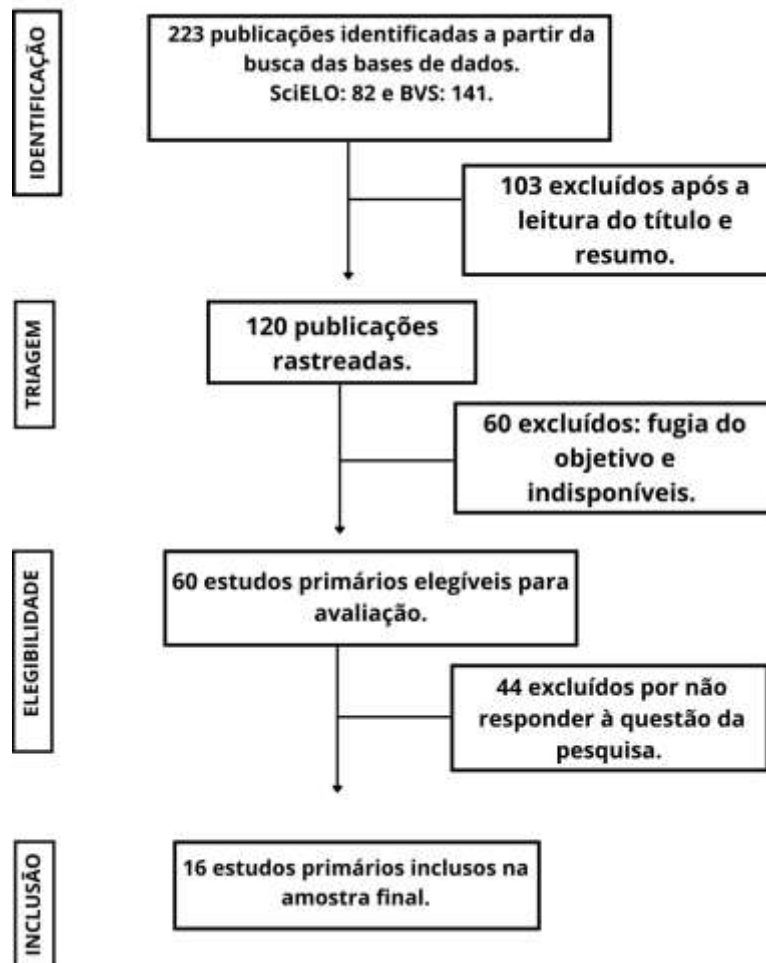 IDENTIFICAÇÃO
223 publicações identificadas a partir da
busca das bases de dados.
SciELO: 82 e BVS: 141.
103 excluídos após a
leitura do título e
resumo.
TRIAGEM
120 publicações
rastreadas.
60 excluídos: fugia do
objetivo e
indisponíveis.
ELEGIBILIDADE
60 estudos primários elegíveis para
avaliação.
44 excluídos por não
responder à questão da
pesquisa.
INCLUSÃO
16 estudos primários inclusos na
amostra final.